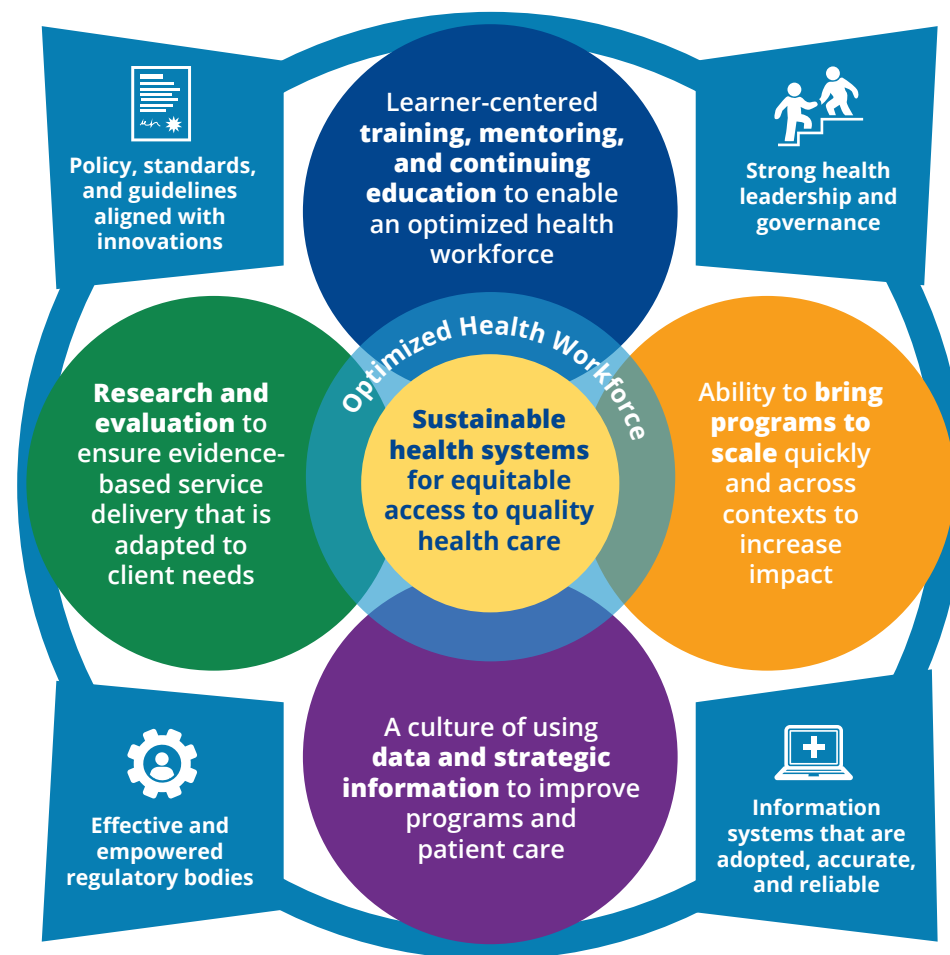 Policy, standards,
and guidelines
aligned with
innovations
Learner-centered
training, mentoring,
and continuing
education to enable
an optimized health
workforce
Strong health
leadership and
governance
Optimized Health Workforce
Research and
evaluation to
ensure evidence-
based service
delivery that is
adapted to
client needs
Sustainable
health systems
for equitable
access to quality
health care
Ability to bring
programs to
scale quickly
and across
contexts to
increase
impact
Effective and
empowered
regulatory bodies
A culture of using
data and strategic
information to improve
programs and
patient care
Information
systems that are
adopted, accurate,
and reliable